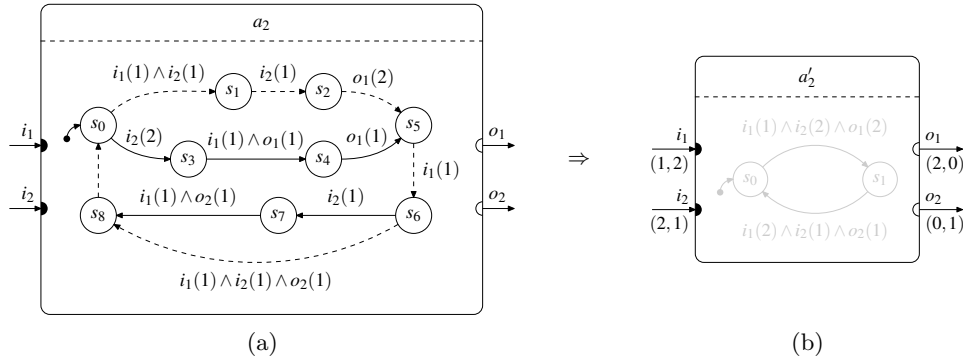 a₂
i₁(1) ∧ i₂(1)
i₂(1)
o₁(2)
s₁
s₂
s₀
s₅
i₂(2)
i₁(1) ∧ o₁(1)
o₁(1)
s₃
s₄
i₁
o₁
i₁(1)
i₁(1) ∧ o₂(1)
i₂(1)
i₂
o₂
s₈
s₇
s₆
i₁(1) ∧ i₂(1) ∧ o₂(1)
(a)
⇒
a′₂
i₁(1) ∧ i₂(2) ∧ o₁(2)
i₁
o₁
(1,2)
(2,0)
s₀
s₁
i₂
o₂
(2,1)
(0,1)
i₁(2) ∧ i₂(1) ∧ o₂(1)
(b)